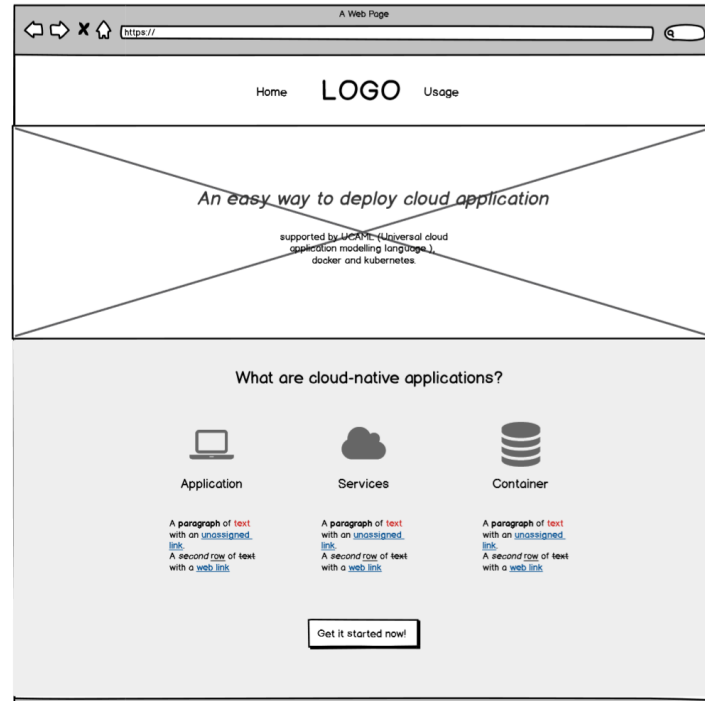 A Web Page
https://
Home LOGO Usage
An easy way to deploy cloud application
supported by UCAML (Universal cloud
application modelling language ),
docker and kubernetes.
What are cloud-native applications?
Application Services Container
A paragraph of text
with an unassigned
link.
A second row of text
with a web link
A paragraph of text
with an unassigned
link.
A second row of text
with a web link
A paragraph of text
with an unassigned
link.
A second row of text
with a web link
Get it started now!